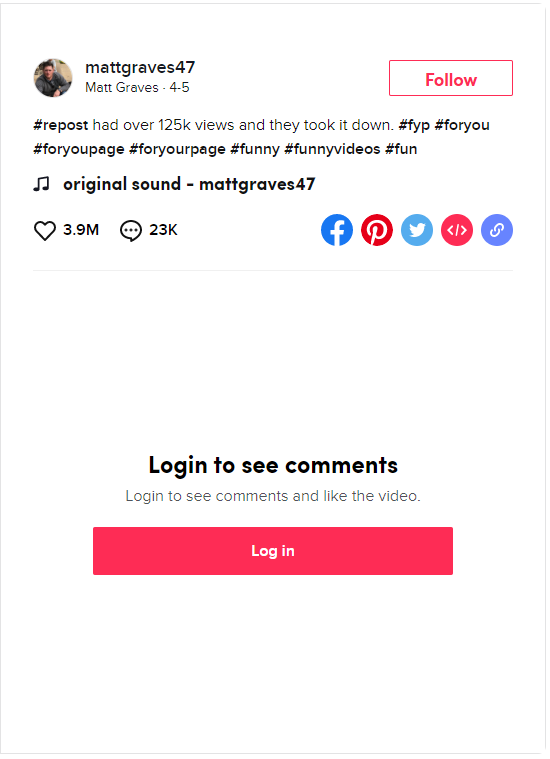 mattgraves47
Matt Graves · 4-5
Follow
#repost had over 125k views and they took it down. #fyp #foryou
#foryoupage #foryourpage #funny #funnyvideos #fun
original sound - mattgraves47
3.9M
23K
Login to see comments
Login to see comments and like the video.
Log in